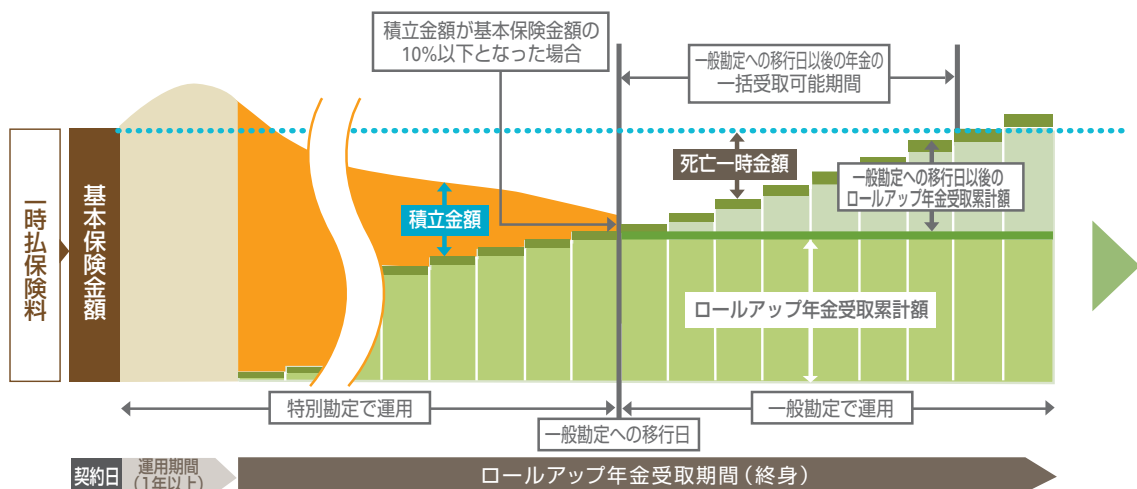 積立金額が基本保険金額の
10%以下となった場合
一般勘定への移行日以後の年金の
一括受取可能期間
一時払保険料
基本保険金額
死亡一時金額
積立金額
一般勘定への移行日以後の
ロールアップ年金受取累計額
ロールアップ年金受取累計額
特別勘定で運用
一般勘定で運用
一般勘定への移行日
契約日
運用期間
(1年以上)
ロールアップ年金受取期間(終身)